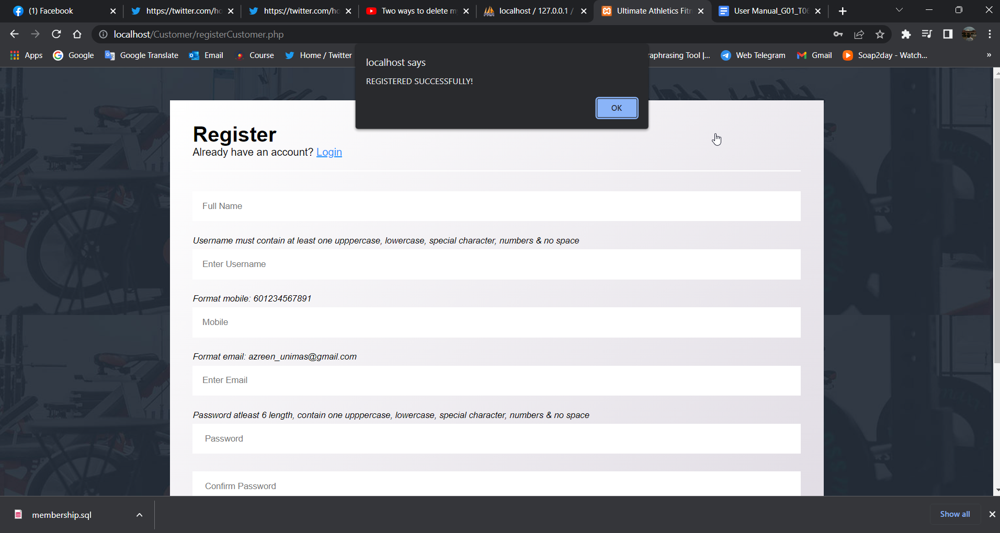 (1) Facebook
https://twitter.com/ho
https://twitter.com/ho
Two ways to delete m
localhost / 127.0.0.1 /
Ultimate Athletics Fitn
User Manual_G01_T06
localhost/Customer/registerCustomer.php
Apps
Google
Google Translate
Email
Course
Home / Twitter
raphrasing Tool |...
Web Telegram
Gmail
Soap2day - Watch...
»
localhost says
REGISTERED SUCCESSFULLY!
OK
Register
Already have an account? Login
Full Name
Username must contain at least one upppercase, lowercase, special character, numbers & no space
Enter Username
Format mobile: 601234567891
Mobile
Format email: azreen_unimas@gmail.com
Enter Email
Password atleast 6 length, contain one upppercase, lowercase, special character, numbers & no space
Password
Confirm Password
membership.sql
Show all